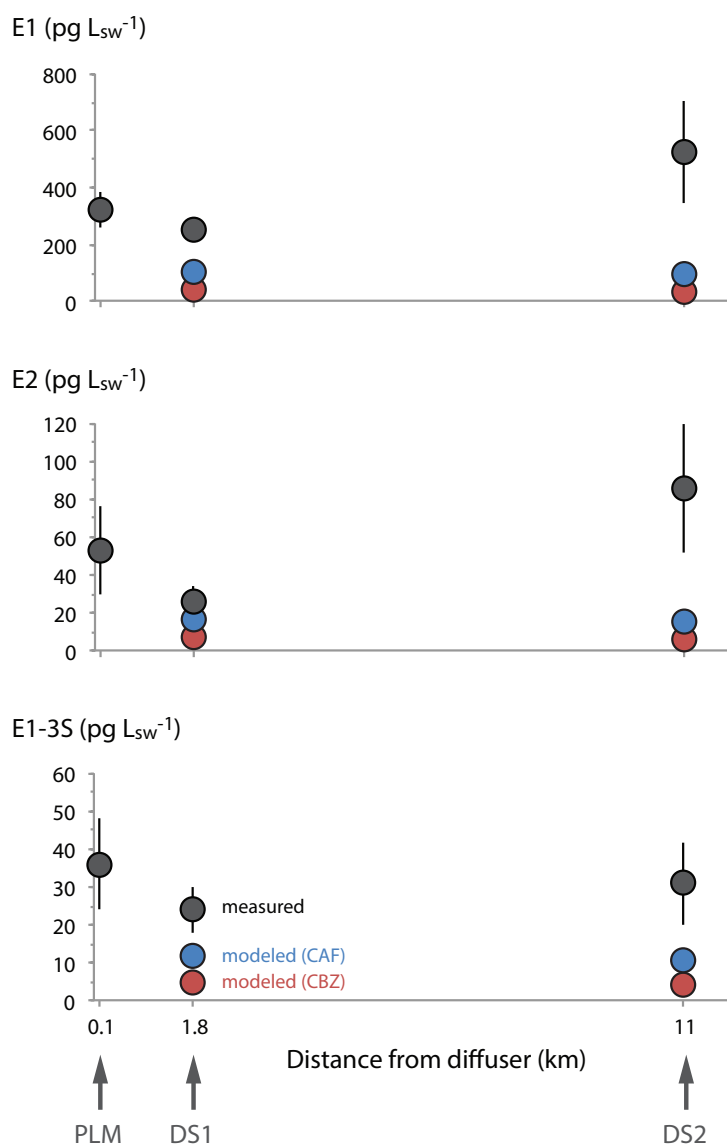 E1 (pg Lsw-1)
800
600
400
200
0
E2 (pg Lsw-1)
120
100
80
60
40
20
0
E1-3S (pg Lsw-1)
60
50
40
30
20
10
0
measured
modeled (CAF)
modeled (CBZ)
0.1 1.8 11
Distance from diffuser (km)
PLM DS1 DS2